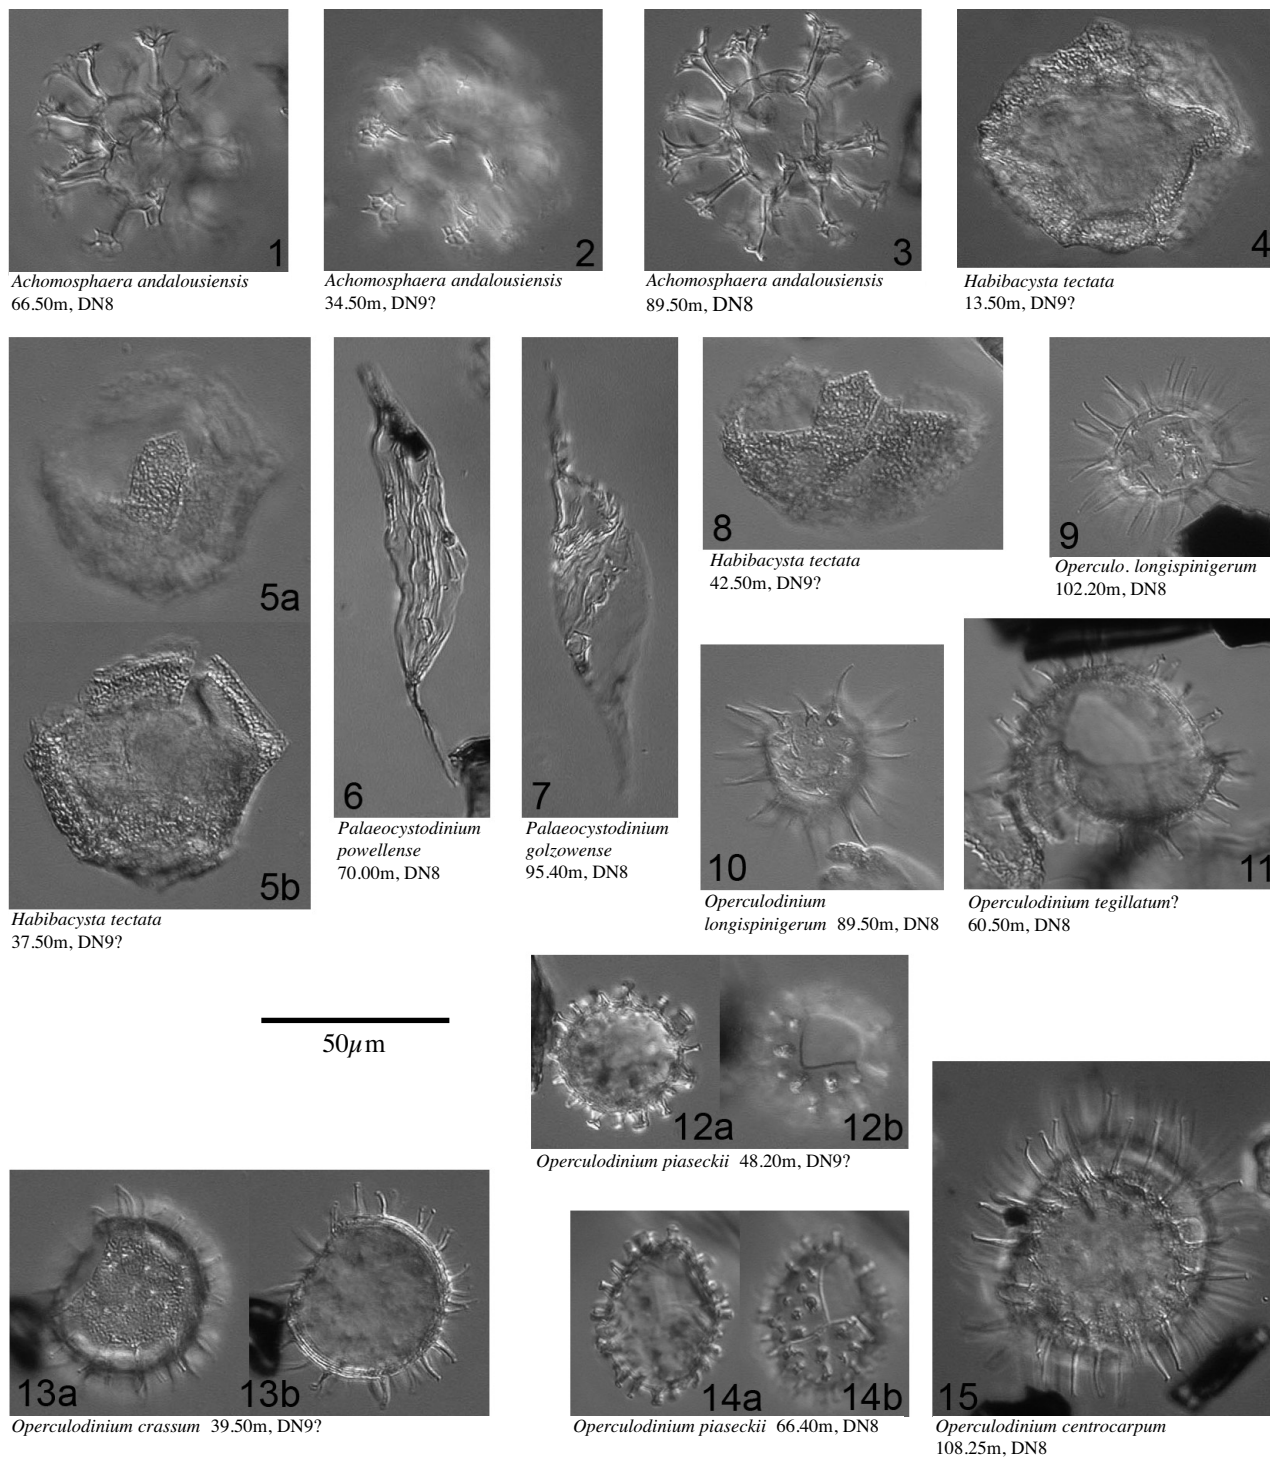 1
Achomosphaera andalousiensis
66.50m, DN8
2
Achomosphaera andalousiensis
34.50m, DN9?
3
Achomosphaera andalousiensis
89.50m, DN8
4
Habibacysta tectata
13.50m, DN9?
5a
5b
Habibacysta tectata
37.50m, DN9?
6
Palaeocystodinium
powellense
70.00m, DN8
7
Palaeocystodinium
golzowense
95.40m, DN8
8
Habibacysta tectata
42.50m, DN9?
9
Operculo. longispinigerum
102.20m, DN8
10
Operculodinium
longispinigerum 89.50m, DN8
11
Operculodinium tegillatum?
60.50m, DN8
50µm
12a 12b
Operculodinium piaseckii 48.20m, DN9?
13a 13b
Operculodinium crassum 39.50m, DN9?
14a 14b
Operculodinium piaseckii 66.40m, DN8
15
Operculodinium centrocarpum
108.25m, DN8